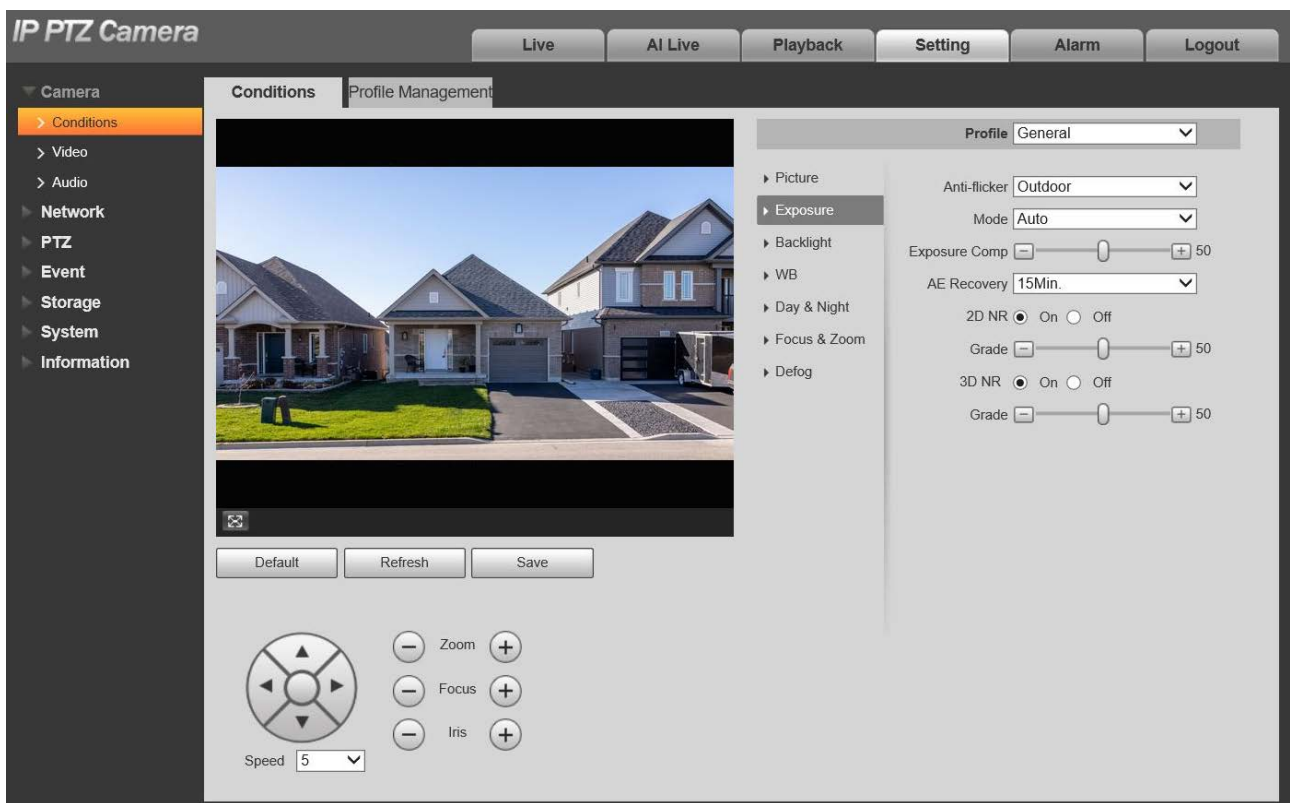 IP PTZ Camera
Live
AI Live
Playback
Setting
Alarm
Logout
Camera
Conditions
Video
Audio
Network
PTZ
Event
Storage
System
Information
Conditions
Profile Management
Default
Refresh
Save
Zoom
Focus
Iris
Speed 5
Profile General
Picture
Exposure
Backlight
WB
Day & Night
Focus & Zoom
Defog
Anti-flicker Outdoor
Mode Auto
Exposure Comp 50
AE Recovery 15Min.
2D NR On Off
Grade 50
3D NR On Off
Grade 50